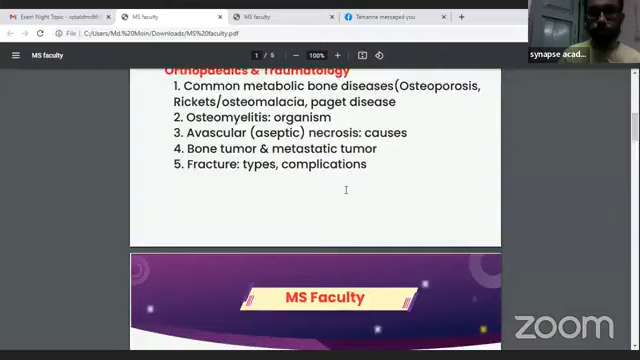 Exam Night Topic - iqbaldmc96@
MS faculty
MS faculty
Temanna messaged you
File
C:/Users/Md.%20Moin/Downloads/MS%20faculty.pdf
MS faculty
1 / 5
100%
synapse acad...
Orthopaedics & Traumatology
1. Common metabolic bone diseases(Osteoporosis,
Rickets/osteomalacia, paget disease
2. Osteomyelitis: organism
3. Avascular (aseptic) necrosis: causes
4. Bone tumor & metastatic tumor
5. Fracture: types, complications
MS Faculty
zoom